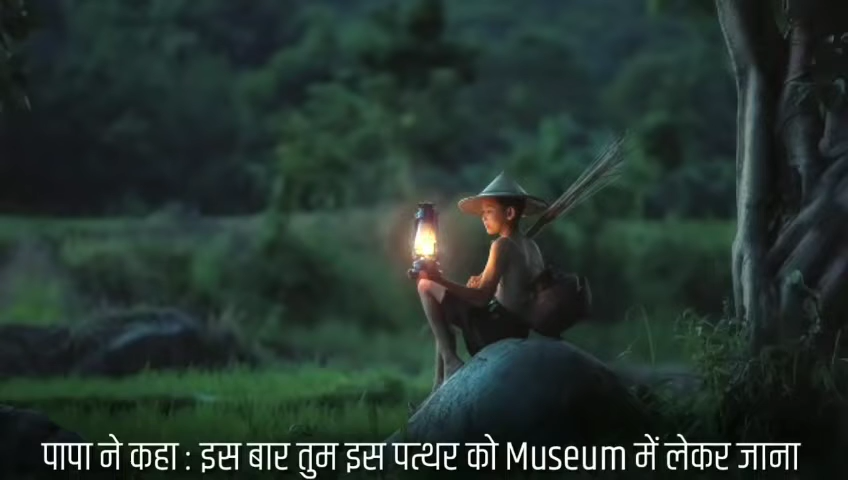 पापा ने कहा : इस बार तुम इस पत्थर को Museum में लेकर जाना